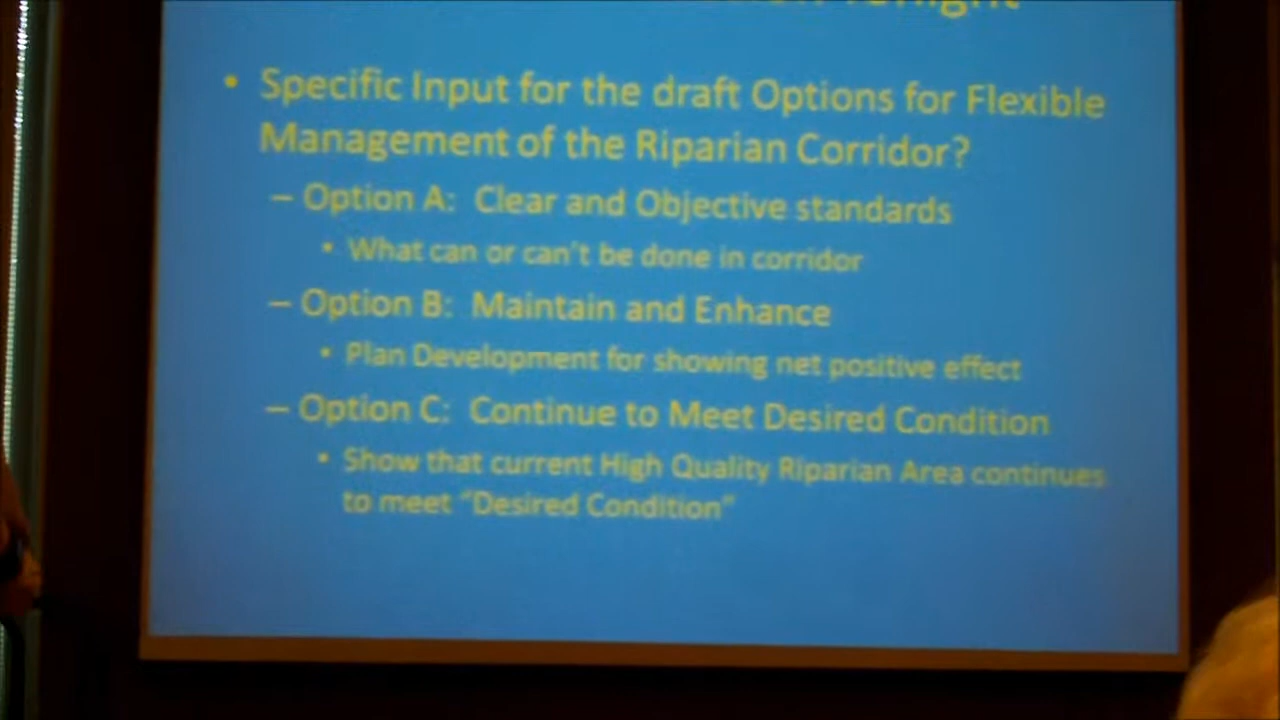 Tonight
• Specific Input for the draft Options for Flexible
Management of the Riparian Corridor?
– Option A: Clear and Objective standards
• What can or can't be done in corridor
– Option B: Maintain and Enhance
• Plan Development for showing net positive effect
– Option C: Continue to Meet Desired Condition
• Show that current High Quality Riparian Area continues
to meet "Desired Condition"